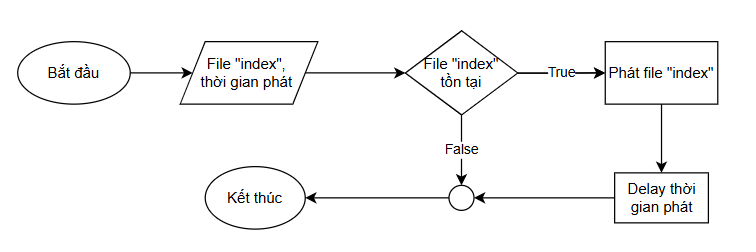 Bắt đầu
File "index",
thời gian phát
File "index"
tồn tại
True
Phát file "index"
False
Delay thời
gian phát
Kết thúc